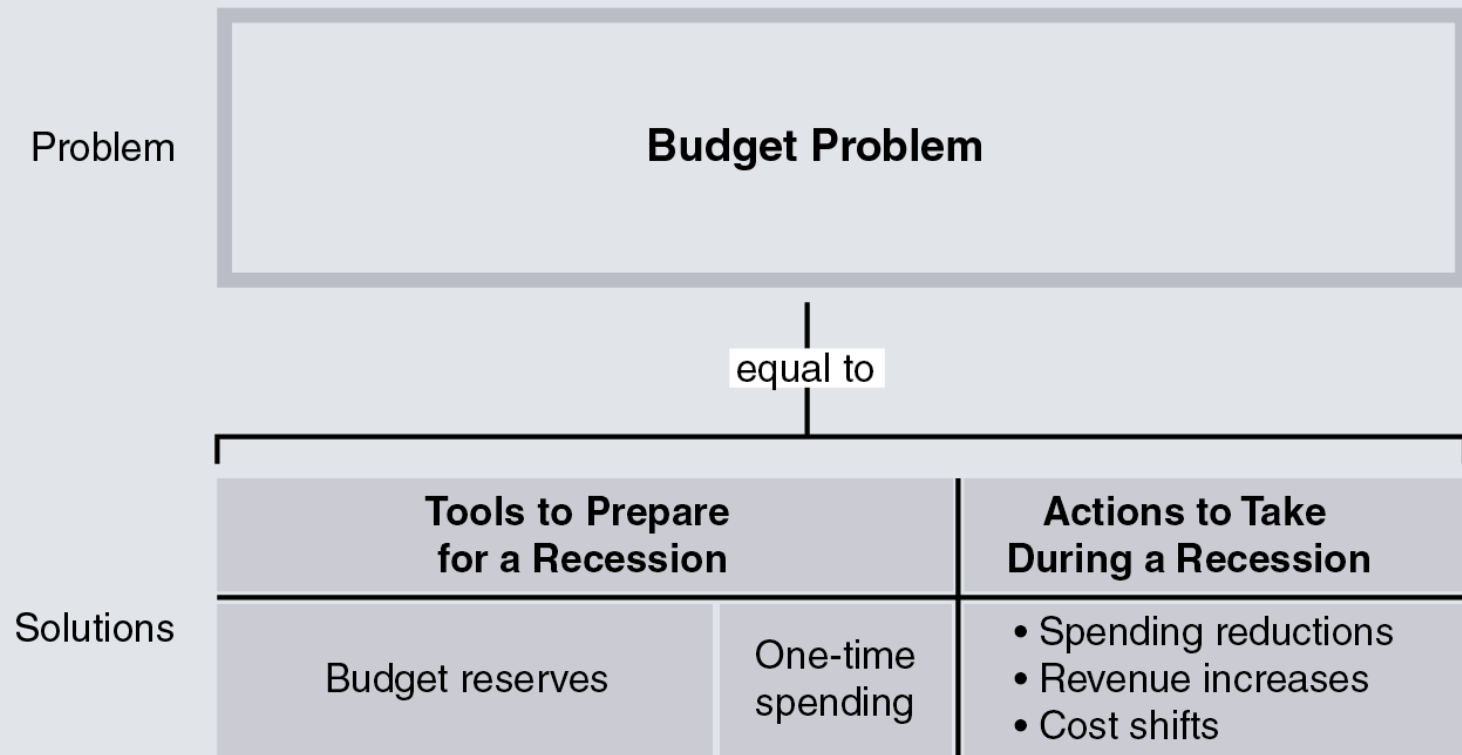 Problem
Budget Problem
equal to
Tools to Prepare
for a Recession
Actions to Take
During a Recession
Solutions
Budget reserves
One-time
spending
• Spending reductions
• Revenue increases
• Cost shifts